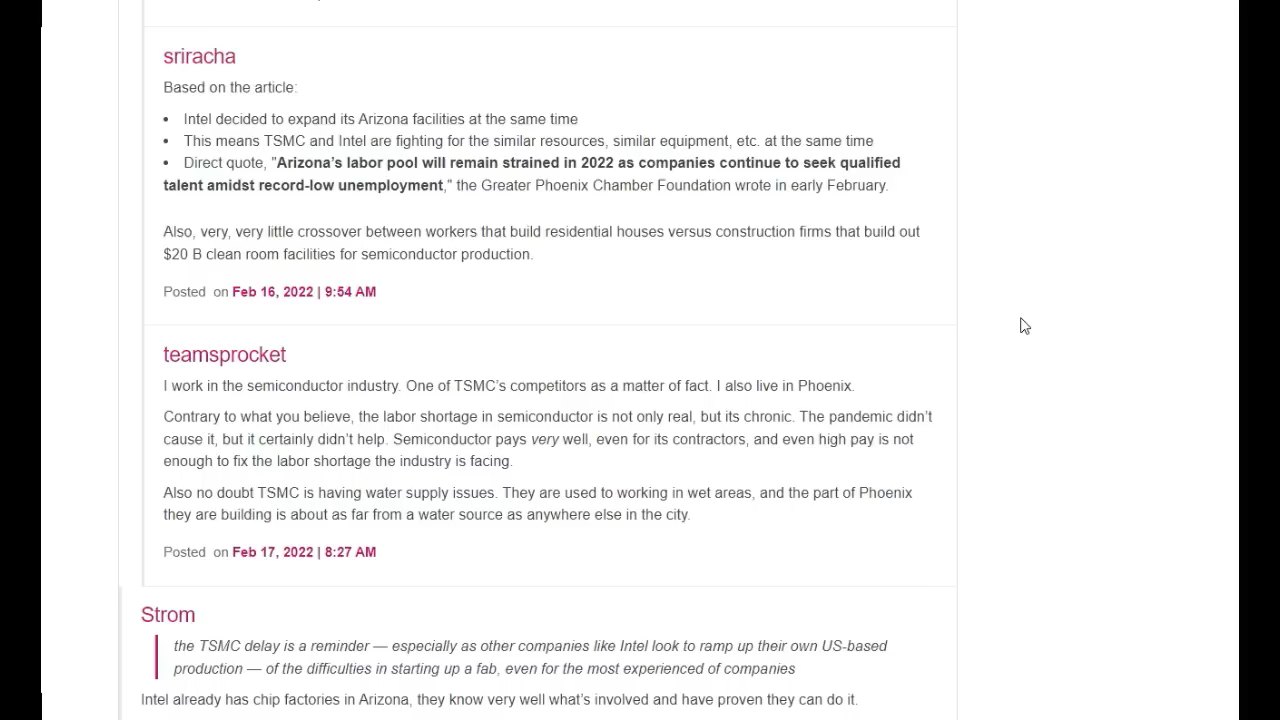 sriracha
Based on the article:
• Intel decided to expand its Arizona facilities at the same time
• This means TSMC and Intel are fighting for the similar resources, similar equipment, etc. at the same time
• Direct quote, "Arizona’s labor pool will remain strained in 2022 as companies continue to seek qualified
talent amidst record-low unemployment," the Greater Phoenix Chamber Foundation wrote in early February.
Also, very, very little crossover between workers that build residential houses versus construction firms that build out
$20 B clean room facilities for semiconductor production.
Posted on Feb 16, 2022 | 9:54 AM
teamsprocket
I work in the semiconductor industry. One of TSMC’s competitors as a matter of fact. I also live in Phoenix.
Contrary to what you believe, the labor shortage in semiconductor is not only real, but its chronic. The pandemic didn’t
cause it, but it certainly didn’t help. Semiconductor pays very well, even for its contractors, and even high pay is not
enough to fix the labor shortage the industry is facing.
Also no doubt TSMC is having water supply issues. They are used to working in wet areas, and the part of Phoenix
they are building is about as far from a water source as anywhere else in the city.
Posted on Feb 17, 2022 | 8:27 AM
Strom
the TSMC delay is a reminder — especially as other companies like Intel look to ramp up their own US-based
production — of the difficulties in starting up a fab, even for the most experienced of companies
Intel already has chip factories in Arizona, they know very well what’s involved and have proven they can do it.